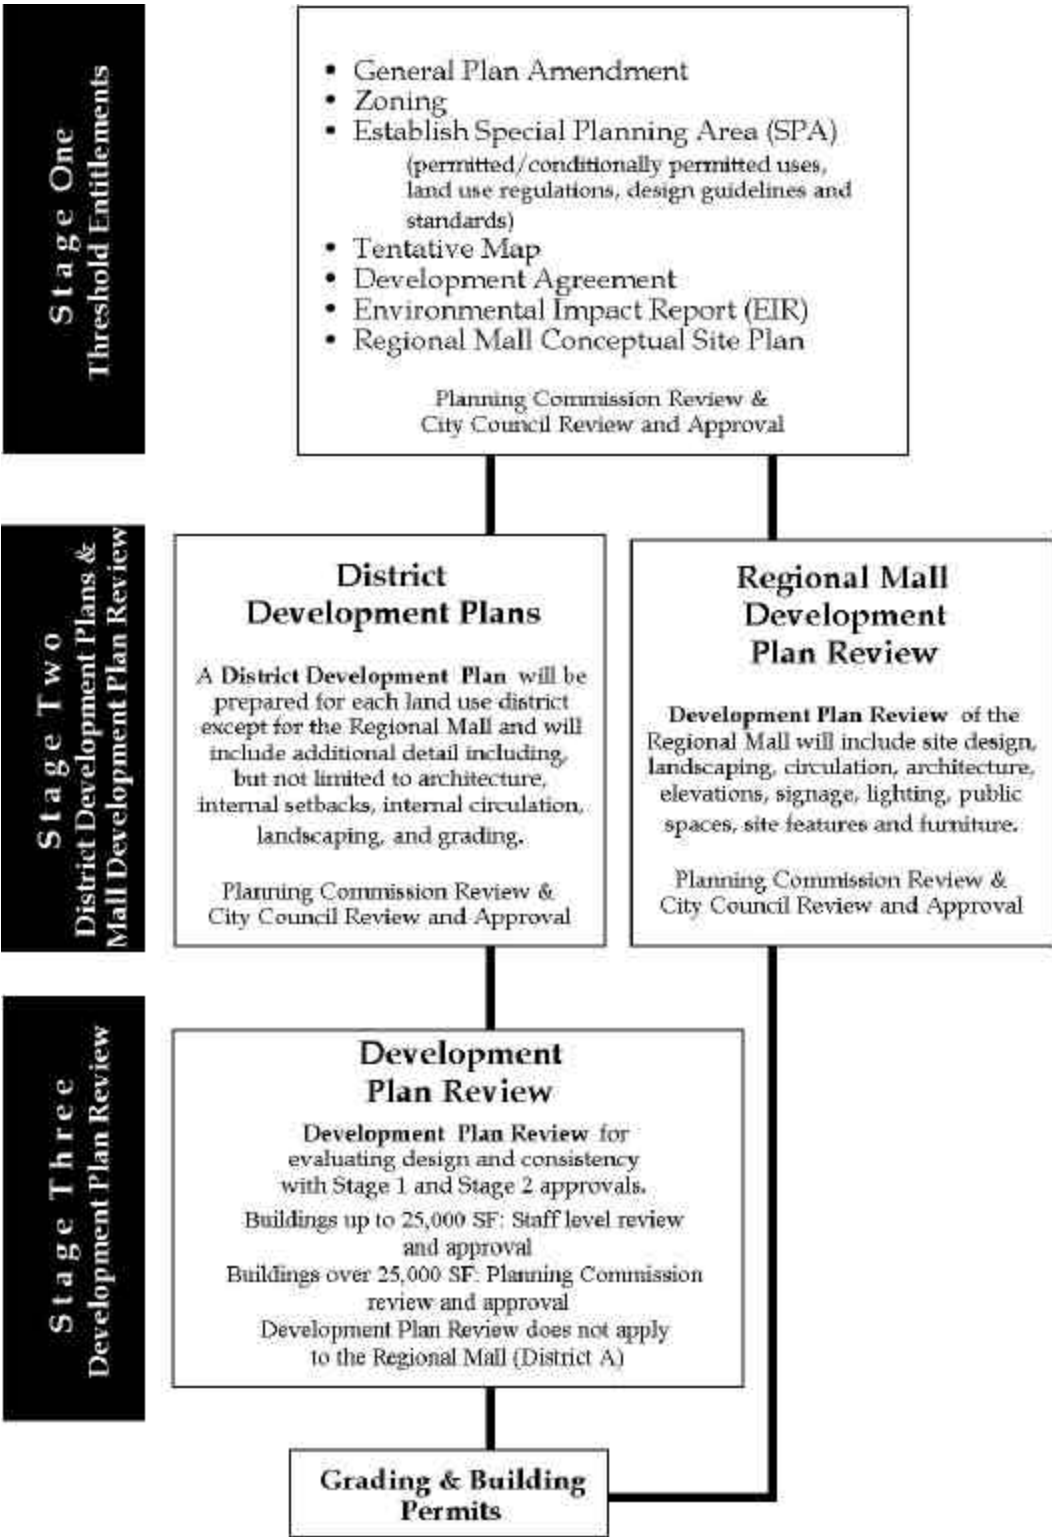 Stage One
Threshold Entitlements
• General Plan Amendment
• Zoning
• Establish Special Planning Area (SPA)
(permitted/conditionally permitted uses,
land use regulations, design guidelines and
standards)
• Tentative Map
• Development Agreement
• Environmental Impact Report (EIR)
• Regional Mall Conceptual Site Plan
Planning Commission Review &
City Council Review and Approval
Stage Two
District Development Plans &
Mall Development Plan Review
District
Development Plans
A District Development Plan will be
prepared for each land use district
except for the Regional Mall and will
include additional detail including,
but not limited to architecture,
internal setbacks, internal circulation,
landscaping, and grading.
Planning Commission Review &
City Council Review and Approval
Regional Mall
Development
Plan Review
Development Plan Review of the
Regional Mall will include site design,
landscaping, circulation, architecture,
elevations, signage, lighting, public
spaces, site features and furniture.
Planning Commission Review &
City Council Review and Approval
Stage Three
Development Plan Review
Development
Plan Review
Development Plan Review for
evaluating design and consistency
with Stage 1 and Stage 2 approvals.
Buildings up to 25,000 SF: Staff level review
and approval
Buildings over 25,000 SF: Planning Commission
review and approval
Development Plan Review does not apply
to the Regional Mall (District A)
Grading & Building
Permits